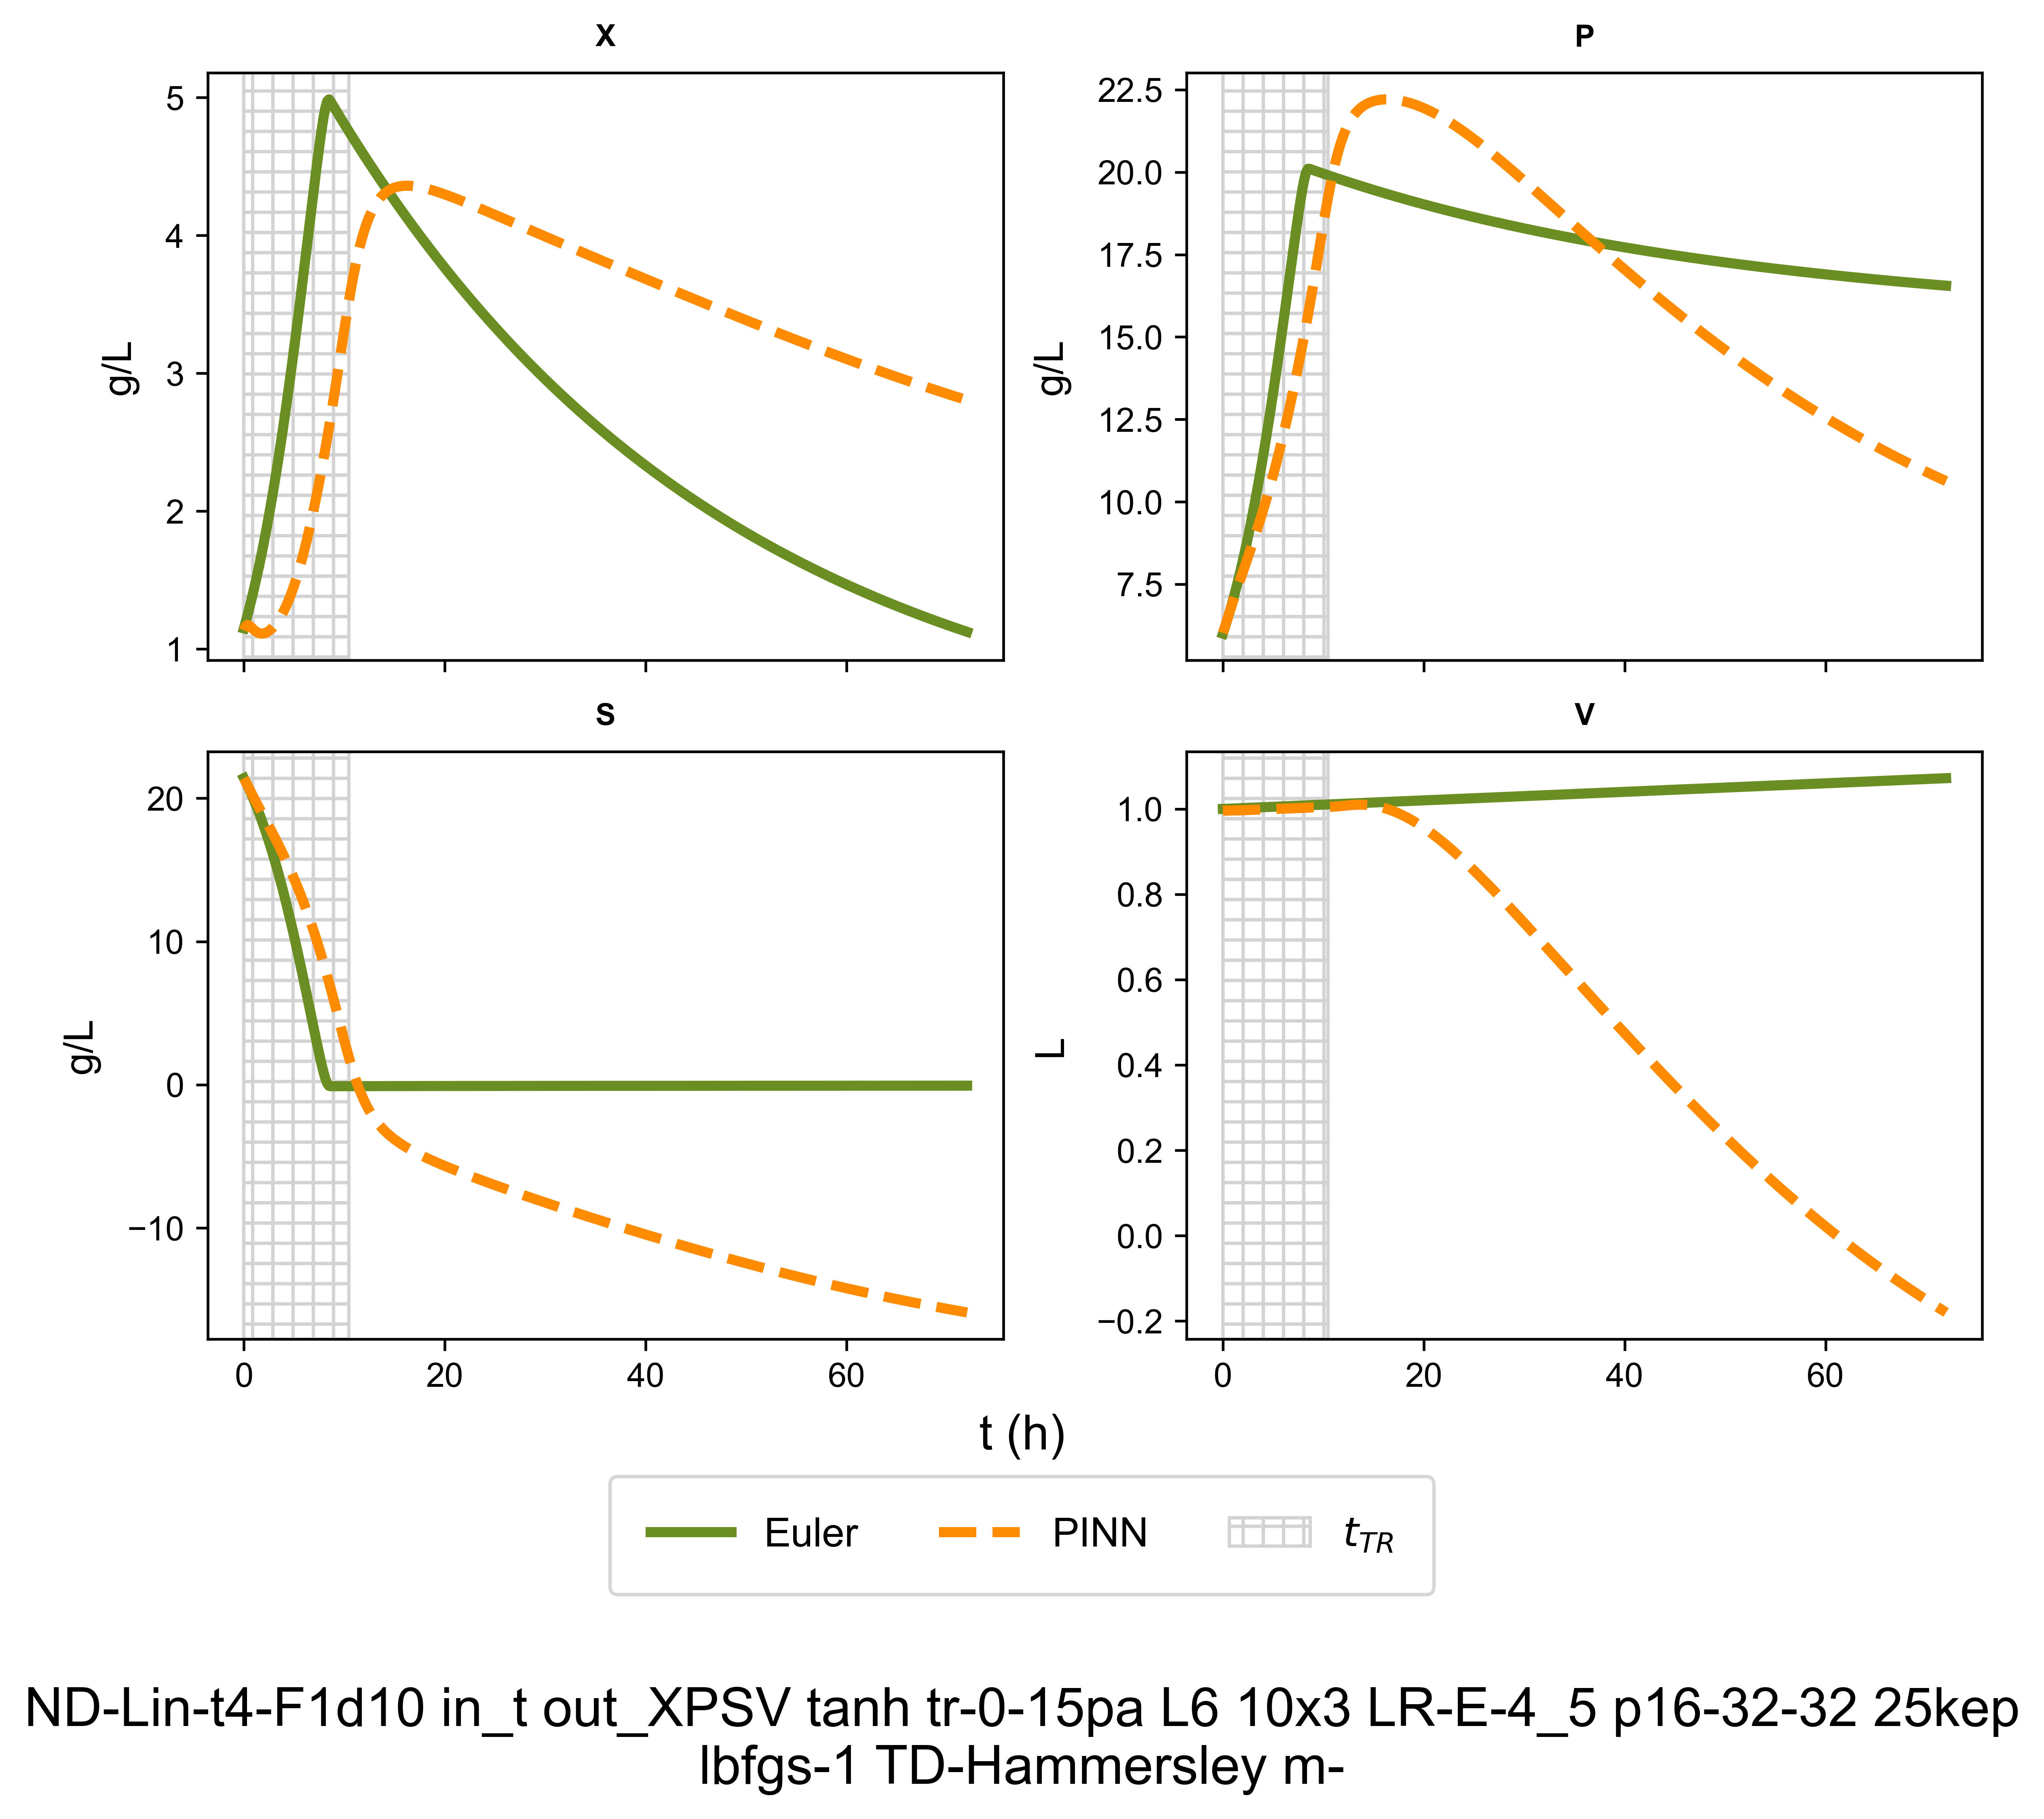 X
5
4
3
2
1
g/L
P
22.5
20.0
17.5
15.0
12.5
10.0
7.5
g/L
S
20
10
0
−10
g/L
0
20
40
60
V
1.0
0.8
0.6
0.4
0.2
0.0
−0.2
L
0
20
40
60
t (h)
Euler
PINN
t_{TR}
ND-Lin-t4-F1d10 in_t out_XPSV tanh tr-0-15pa L6 10x3 LR-E-4_5 p16-32-32 25kep
lbfgs-1 TD-Hammersley m-